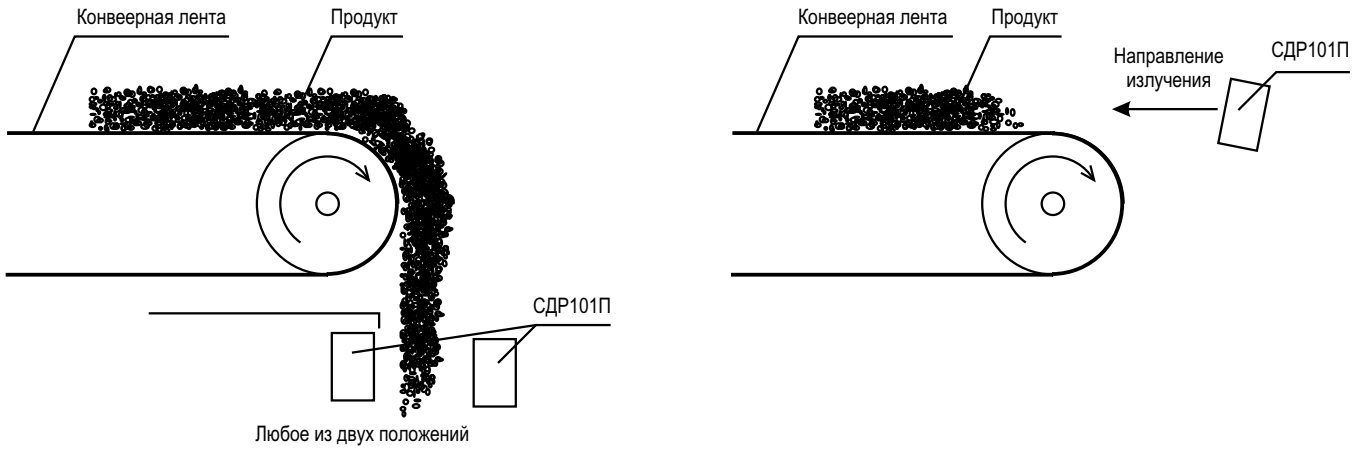 Конвеерная лента
Продукт
СДР101П
Любое из двух положений
Конвеерная лента
Продукт
Направление
излучения
СДР101П